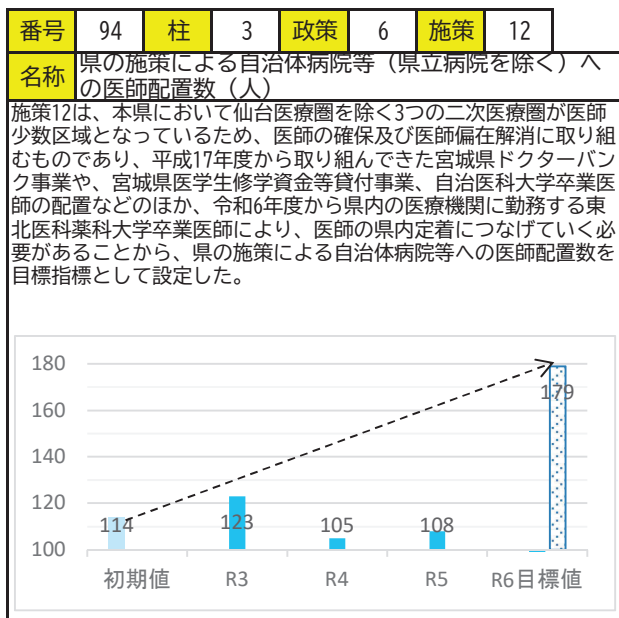 番号 94 柱 3 政策 6 施策 12
名称 県の施策による自治体病院等（県立病院を除く）へ
の医師配置数（人）
施策12は、本県において仙台医療圏を除く3つの二次医療圏が医師
少数区域となっているため、医師の確保及び医師偏在解消に取り組
むものであり、平成17年度から取り組んできた宮城県ドクターバン
ク事業や、宮城県医学生修学資金等貸付事業、自治医科大学卒業医
師の配置などのほか、令和6年度から県内の医療機関に勤務する東
北医科薬科大学卒業医師により、医師の県内定着につなげていく必
要があることから、県の施策による自治体病院等への医師配置数を
目標指標として設定した。
180
179
160
140
120
114 123 105 108
100
初期値 R3 R4 R5 R6目標値